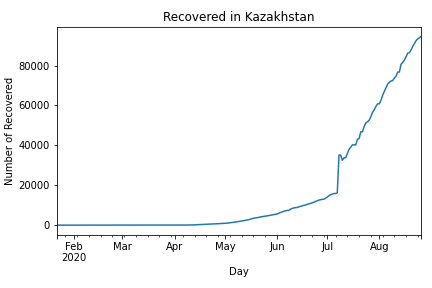 Recovered in Kazakhstan
Number of Recovered
80000
60000
40000
20000
0
Feb Mar Apr May Jun Jul Aug
2020
Day